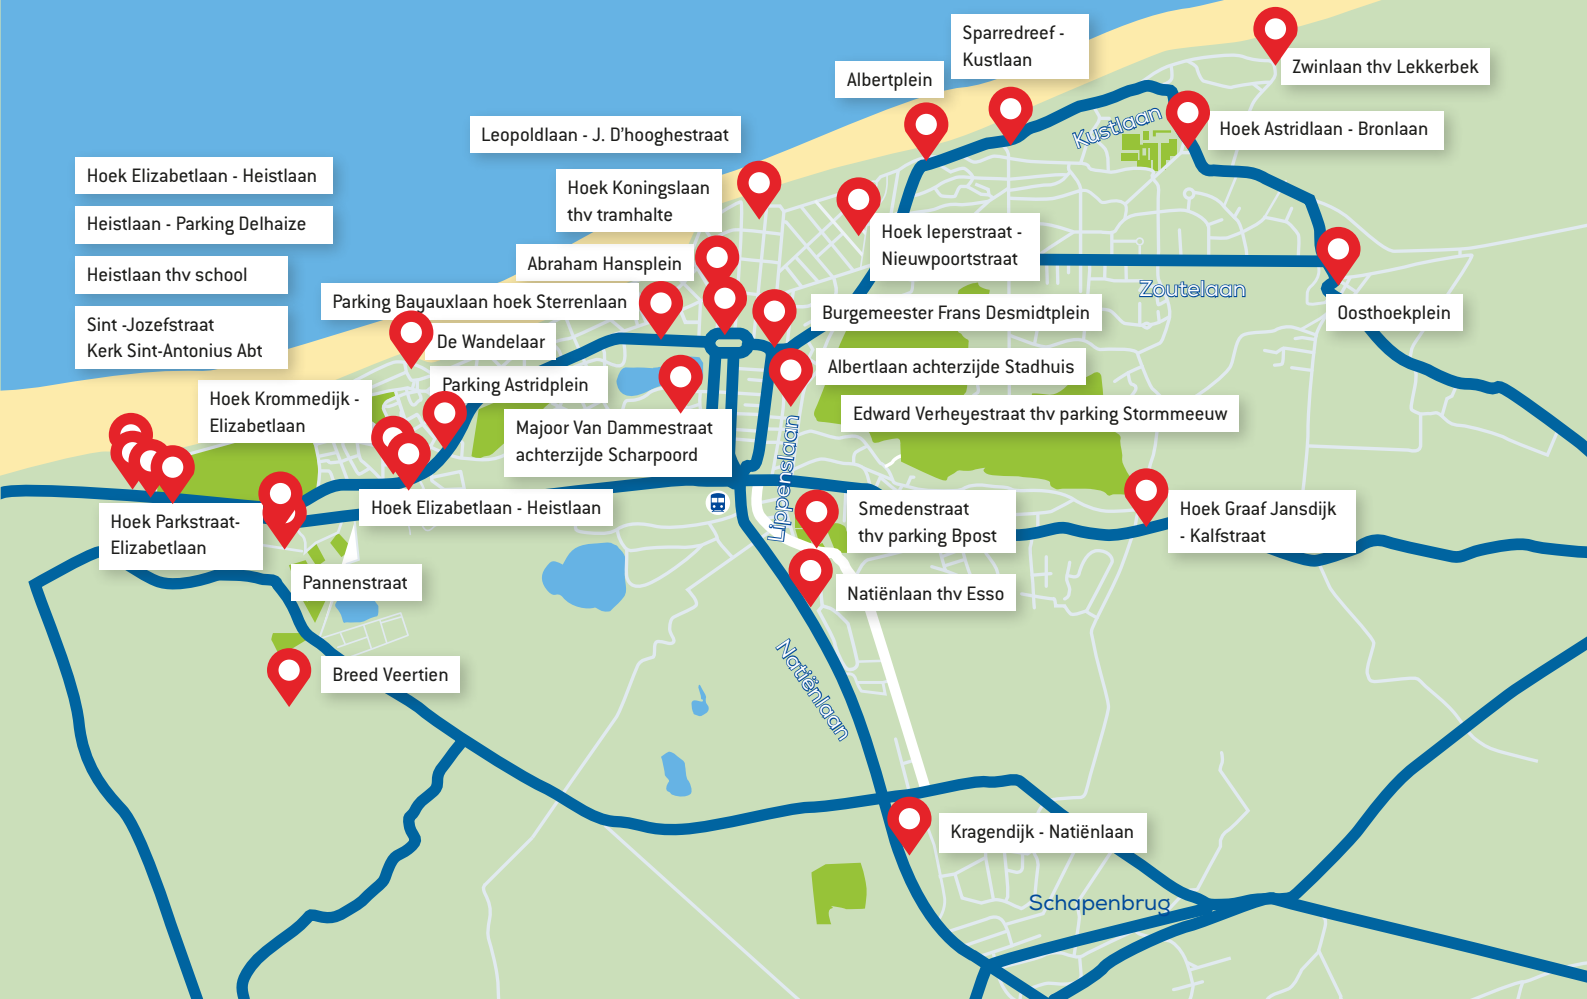 Sparredreef -
Kustlaan
Zwinlaan thv Lekkerbek
Albertplein
Kustlaan
Hoek Astridlaan - Bronlaan
Leopoldlaan - J. D'hooghestraat
Hoek Elizabetlaan - Heistlaan
Heistlaan - Parking Delhaize
Heistlaan thv school
Sint -Jozefstraat
Kerk Sint-Antonius Abt
Hoek Koningslaan
thv tramhalte
Hoek Ieperstraat -
Nieuwpoortstraat
Abraham Hansplein
Zoutelaan
Parking Bayauxlaan hoek Sterrenlaan
Burgemeester Frans Desmidtplein
Oosthoekplein
De Wandelaar
Albertlaan achterzijde Stadhuis
Parking Astridplein
Hoek Krommedijk -
Elizabetlaan
Edward Verheyestraat thv parking Stormmeeuw
Majoor Van Dammestraat
achterzijde Scharpoord
Lippenslaan
Hoek Elizabetlaan - Heistlaan
Smedenstraat
thv parking Bpost
Hoek Graaf Jansdijk
- Kalfstraat
Hoek Parkstraat-
Elizabetlaan
Pannenstraat
Natiënlaan thv Esso
Natiënlaan
Breed Veertien
Kragendijk - Natiënlaan
Schapenbrug